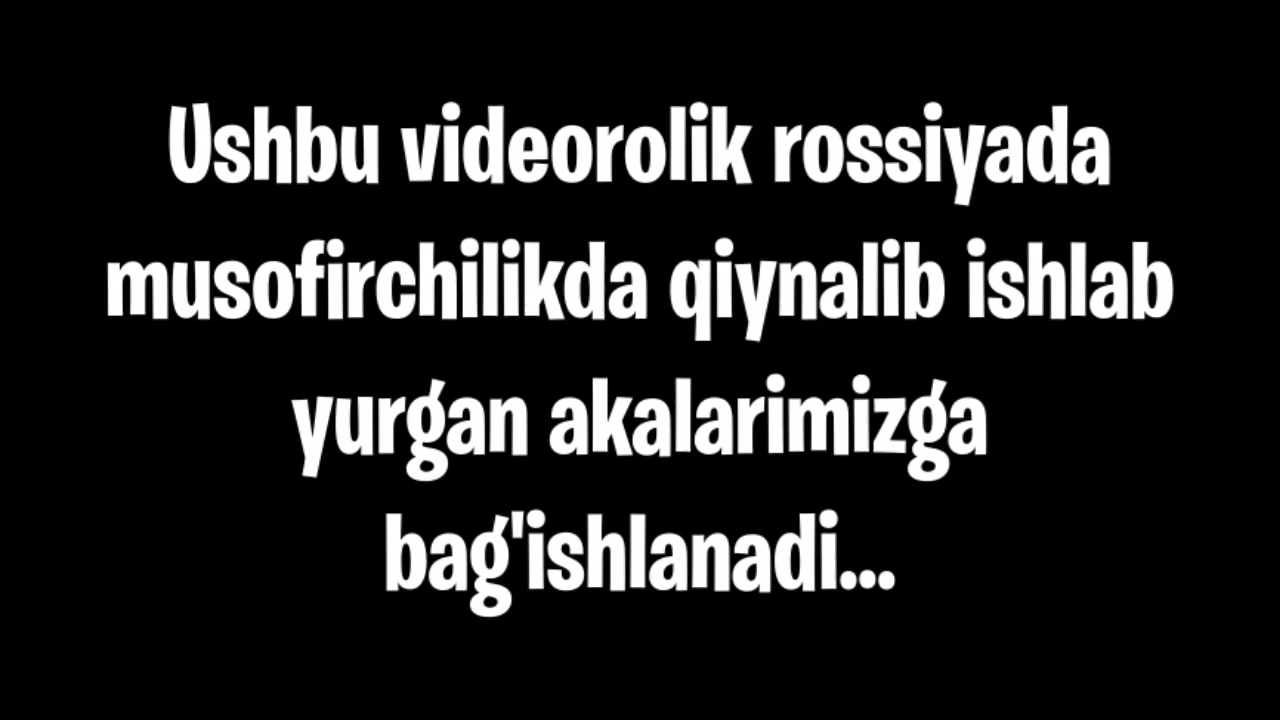 Ushbu videorolik rossiyada
musofirchilikda qiynalib ishlab
yurgan akalarimizga
bag'ishlanadi...